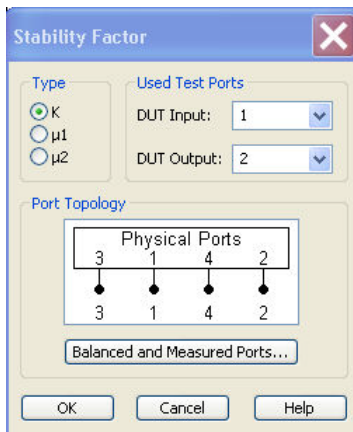 Stability Factor
Type
K
μ1
μ2
Used Test Ports
DUT Input: 1
DUT Output: 2
Port Topology
Physical Ports
3 1 4 2
3 1 4 2
Balanced and Measured Ports...
OK Cancel Help